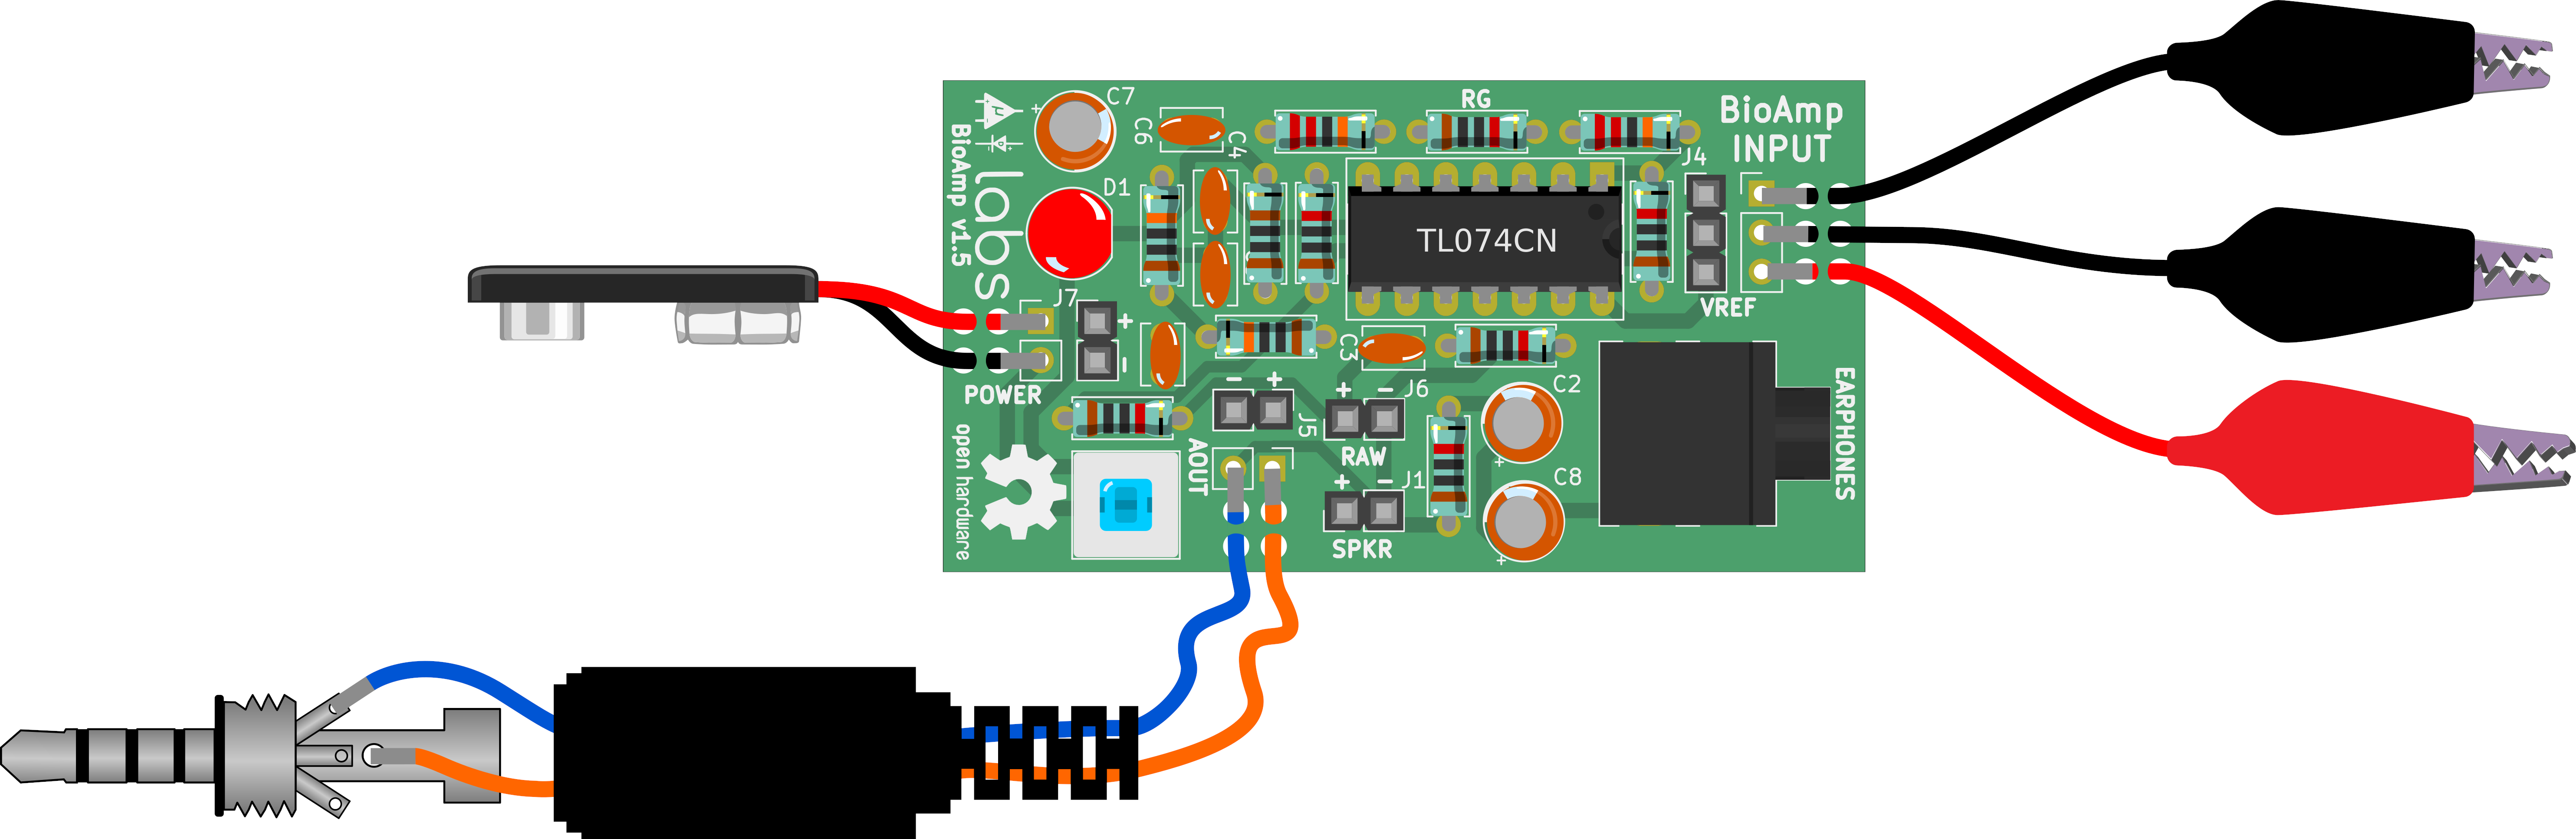 C7
C6
C4
RG
BioAmp
INPUT
J4
BioAmp v1.5
μ
labs
D1
TL074CN
J7
+
-
VREF
POWER
C3
- +
J5
+ -
J6
C2
RAW
AOUT
+ -
J1
C8
SPKR
EARPHONES
open hardware